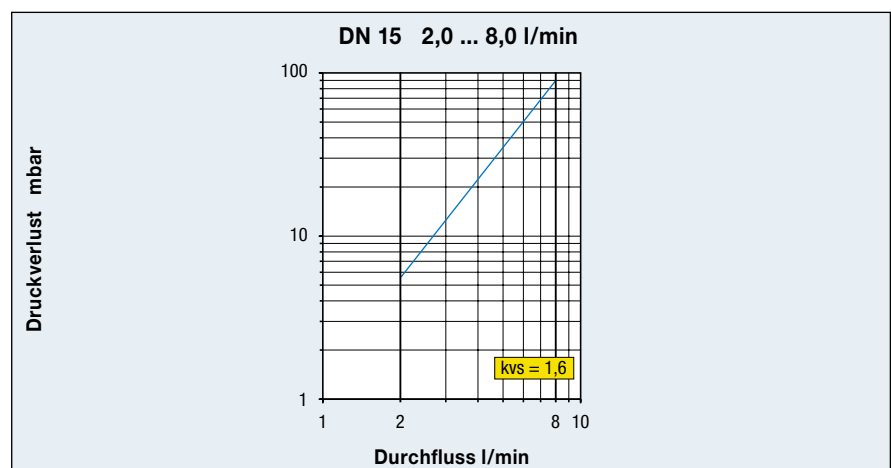 DN 15 2,0 ... 8,0 l/min
100
Druckverlust mbar
10
kvs = 1,6
1
1 2 8 10
Durchfluss l/min